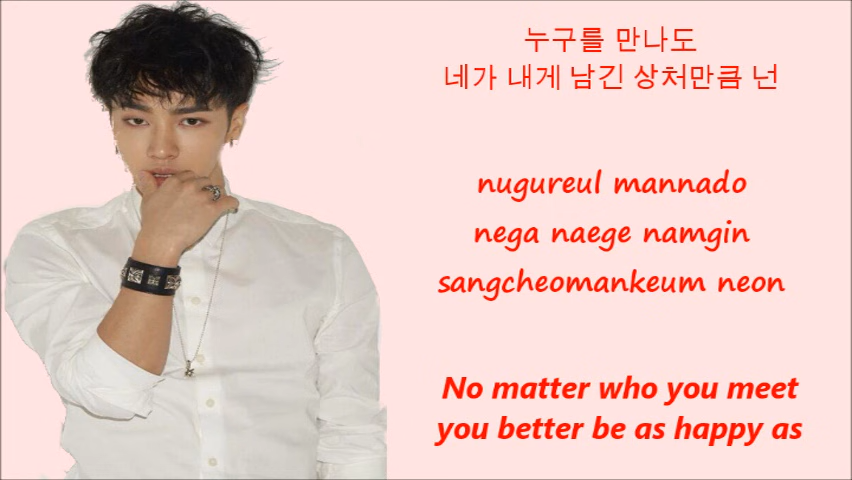 누구를 만나도
네가 내게 남긴 상처만큼 넌
nugureul mannado
nega naege namgin
sangcheomankeum neon
No matter who you meet
you better be as happy as